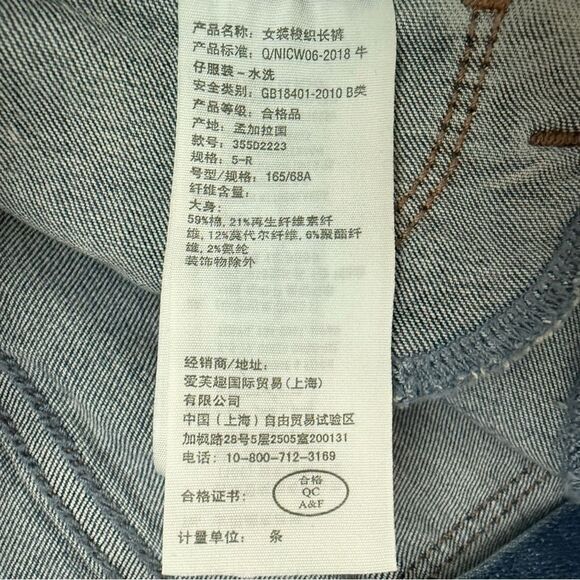 产品名称：女装梭织长裤
产品标准：Q/NICW06-2018 牛
仔服装-水洗
安全类别：GB18401-2010 B类
产品等级：合格品
产地：孟加拉国
款号：355D2223
规格：5-R
号型/规格：165/68A
纤维含量：
大身：
59%棉, 21%再生纤维素纤
维, 12%莫代尔纤维, 6%聚酯纤
维, 2%氨纶
装饰物除外
经销商/地址：
爱芙趣国际贸易(上海)
有限公司
中国（上海）自由贸易试验区
加枫路28号5层2505室200131
电话：10-800-712-3169
合格证书：
合格
QC
A&F
计量单位：条